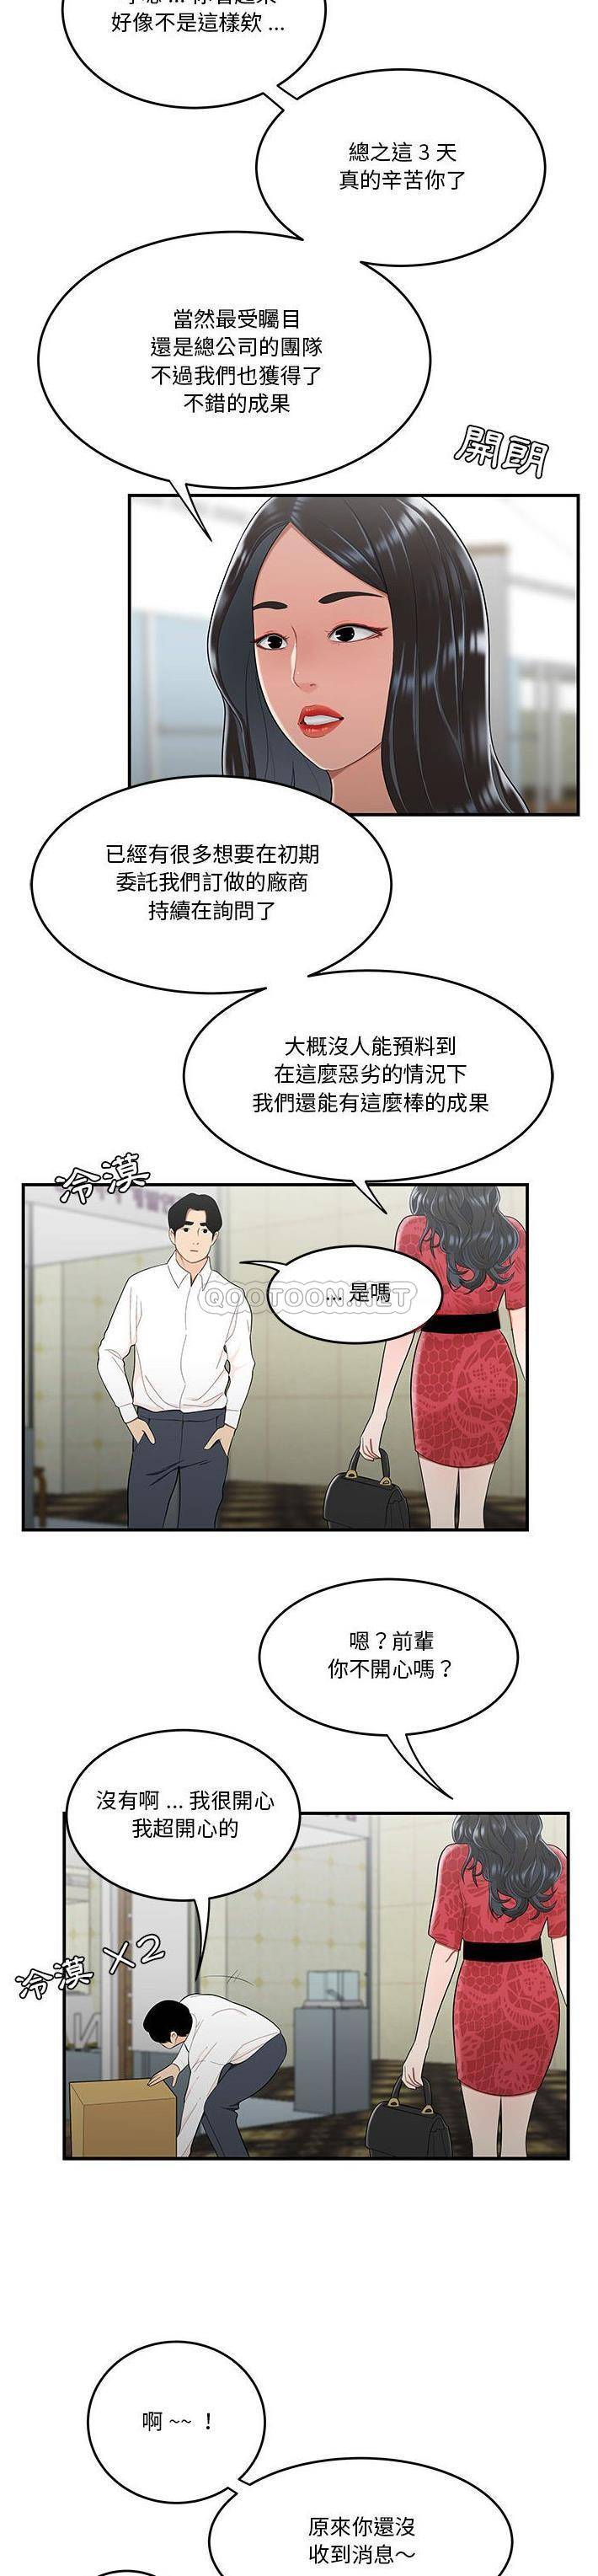 好像不是這樣欸 ...
總之這 3 天
真的辛苦你了
當然最受矚目
還是總公司的團隊
不過我們也獲得了
不錯的成果
開朗
已經有很多想要在初期
委託我們訂做的廠商
持續在詢問了
大概沒人能預料到
在這麼惡劣的情況下
我們還能有這麼棒的成果
冷漠
... 是嗎
QOOTOON.NET
嗯？前輩
你不開心嗎？
沒有啊 ... 我很開心
我超開心的
冷漠 X2
啊 ~~ ！
原來你還沒
收到消息～